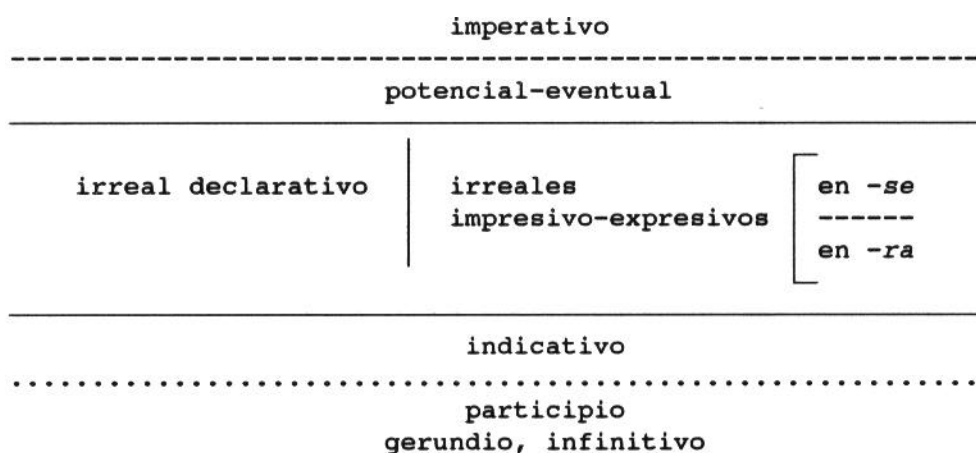 imperativo
potencial-eventual
irreal declarativo
irreales
impresivo-expresivos
en -se
en -ra
indicativo
participio
gerundio, infinitivo